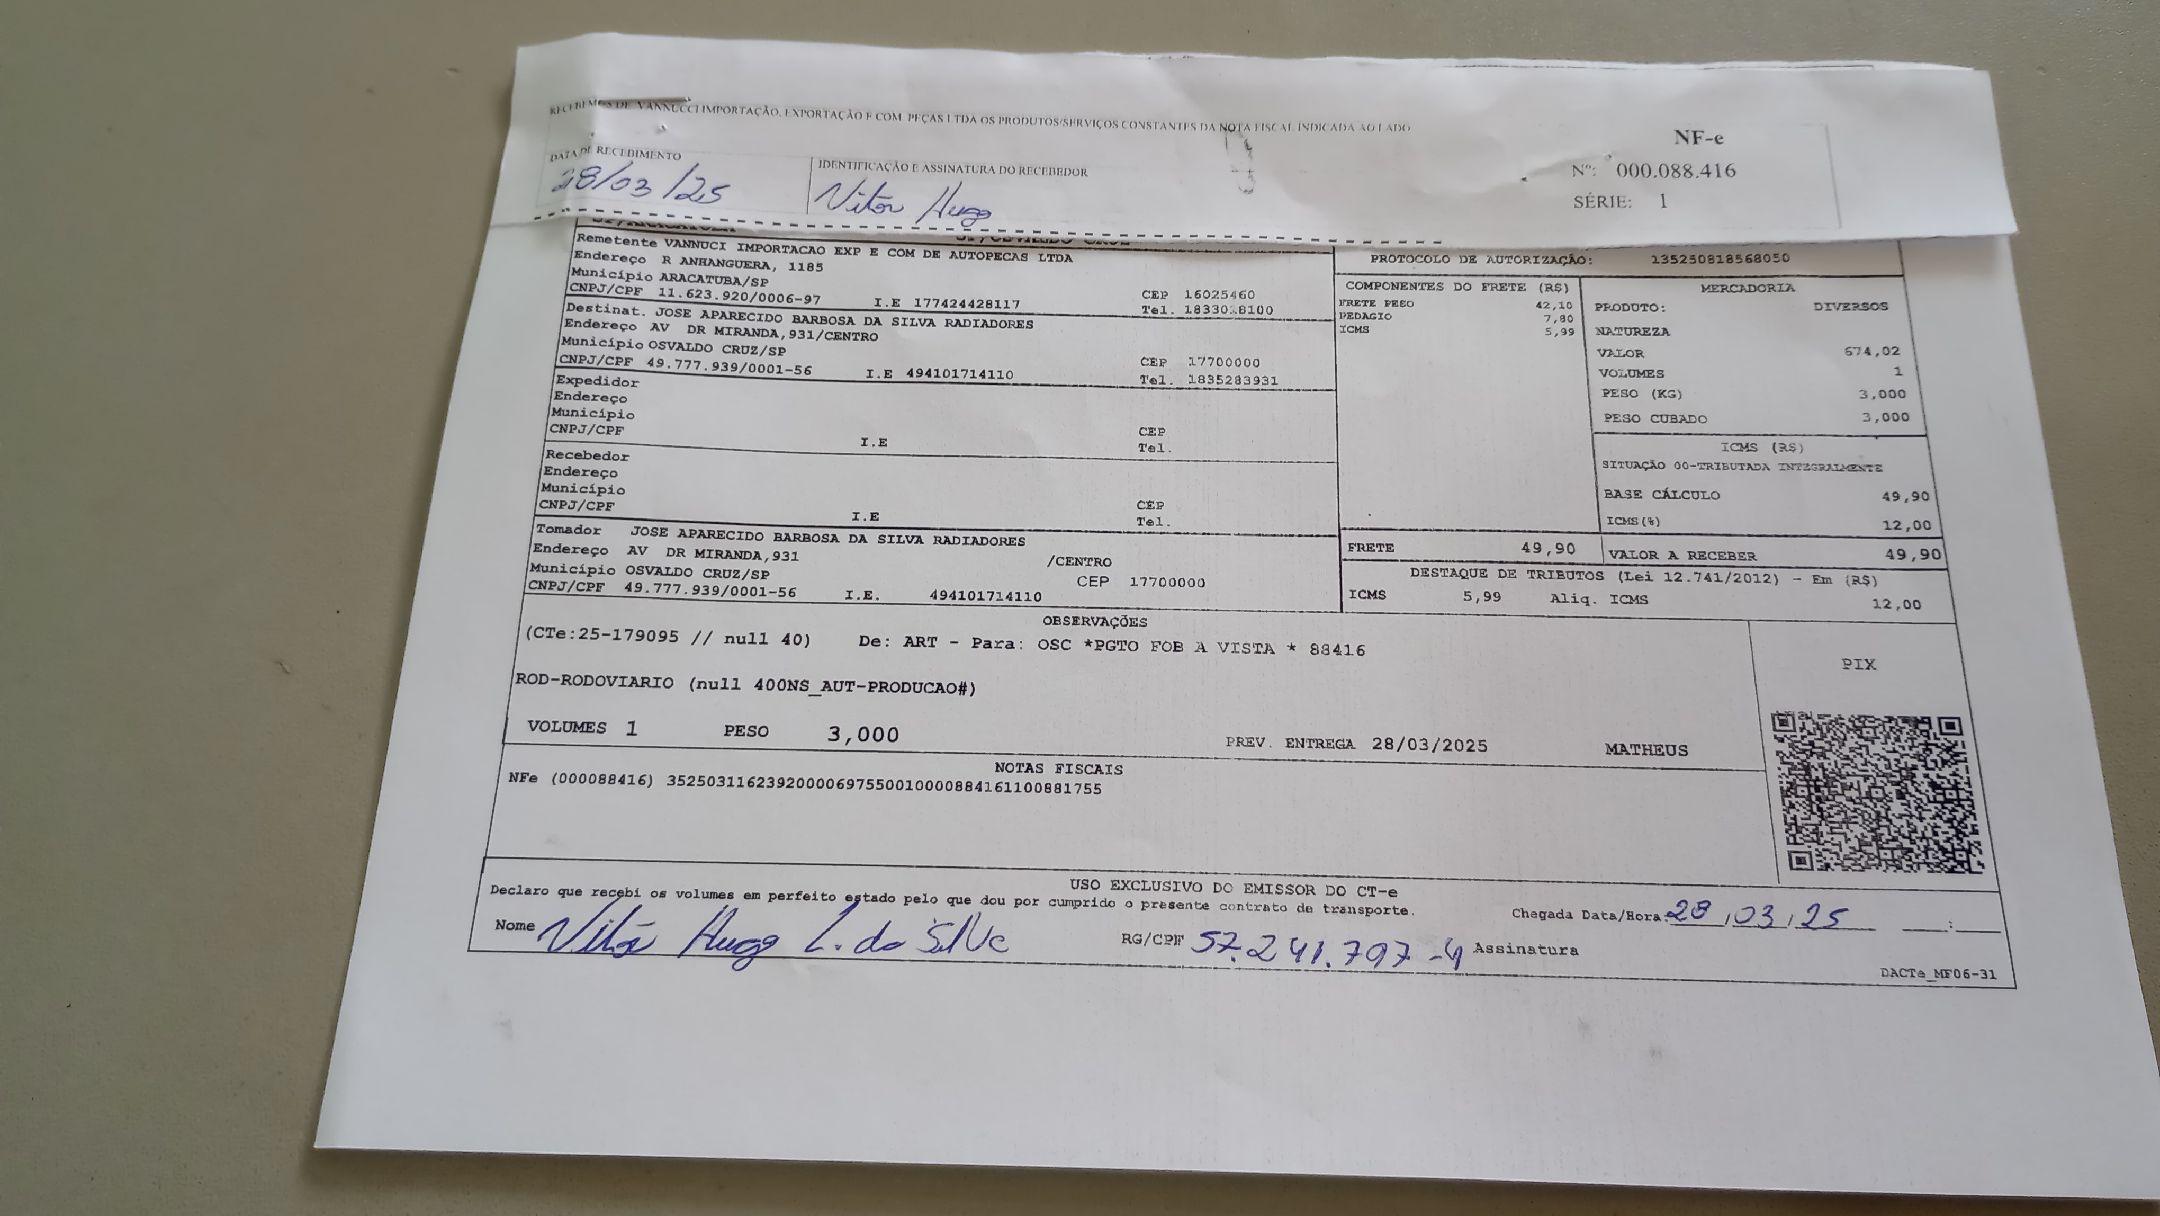 RECEBEMOS DE VANNUCCI IMPORTAÇÃO, EXPORTAÇÃO E COM. PEÇAS LTDA OS PRODUTOS/SERVIÇOS CONSTANTES DA NOTA FISCAL INDICADA AO LADO
NF-e
Nº: 000.088.416
SÉRIE: 1
DATA DE RECEBIMENTO
28/03/25
IDENTIFICAÇÃO E ASSINATURA DO RECEBEDOR
Vitor Hugo
Remetente VANNUCI IMPORTACAO EXP E COM DE AUTOPECAS LTDA
Endereço R ANHANGUERA, 1185
Município ARACATUBA/SP CEP 16025460
CNPJ/CPF 11.623.920/0006-97 I.E 177424428117 Tel.
Destinat. JOSE APARECIDO BARBOSA DA SILVA RADIADORES
Endereço AV DR MIRANDA,931/CENTRO
Município OSVALDO CRUZ/SP CEP 17700000
CNPJ/CPF 49.777.939/0001-56 I.E 494101714110 Tel. 1835283931
Expedidor
Endereço
Município CEP
CNPJ/CPF I.E Tel.
Recebedor
Endereço
Município CEP
CNPJ/CPF I.E Tel.
Tomador JOSE APARECIDO BARBOSA DA SILVA RADIADORES
Endereço AV DR MIRANDA,931 /CENTRO
Município OSVALDO CRUZ/SP CEP 17700000
CNPJ/CPF 49.777.939/0001-56 I.E. 494101714110
PROTOCOLO DE AUTORIZAÇÃO: 135250818568050
COMPONENTES DO FRETE (R$)
FRETE PESO 42,10
PEDAGIO 7,80
ICMS 5,99
MERCADORIA
PRODUTO: DIVERSOS
NATUREZA
VALOR 674,02
VOLUMES 1
PESO (KG) 3,000
PESO CUBADO 3,000
ICMS (R$)
SITUAÇÃO 00-TRIBUTADA INTEGRALMENTE
BASE CÁLCULO 49,90
ICMS(%) 12,00
FRETE 49,90
VALOR A RECEBER 49,90
DESTAQUE DE TRIBUTOS (Lei 12.741/2012) - Em (R$)
ICMS 5,99 Aliq. ICMS 12,00
OBSERVAÇÕES
(CTe:25-179095 // null 40) De: ART - Para: OSC *PGTO FOB A VISTA * 88416
ROD-RODOVIARIO (null 400NS_AUT-PRODUCAO#)
VOLUMES 1 PESO 3,000 PREV. ENTREGA 28/03/2025 MATHEUS
PIX
NOTAS FISCAIS
NFe (000088416) 35250311623920000697550010000884161100881755
USO EXCLUSIVO DO EMISSOR DO CT-e
Declaro que recebi os volumes em perfeito estado pelo que dou por cumprido o presente contrato de transporte.
Chegada Data/Hora: 28/03/25 __:__
Nome Vitor Hugo L. da Silva RG/CPF 57.241.797-4 Assinatura
DACTe_MF06-31